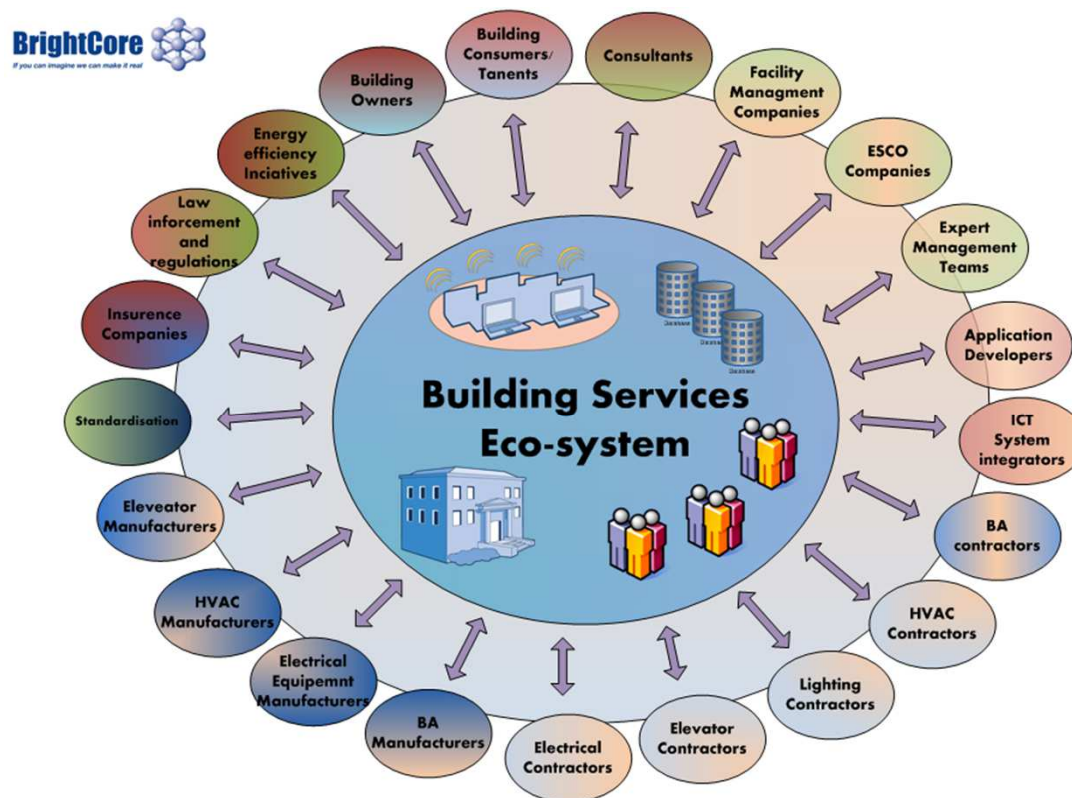 BrightCore
If you can imagine we can make it real
Building
Consumers/
Tanents
Consultants
Facility
Managment
Companies
ESCO
Companies
Expert
Management
Teams
Application
Developers
ICT
System
integrators
BA
contractors
HVAC
Contractors
Lighting
Contractors
Elevator
Contractors
Electrical
Contractors
BA
Manufacturers
Electrical
Equipemnt
Manufacturers
HVAC
Manufacturers
Eleveator
Manufacturers
Standardisation
Insurence
Companies
Law
inforcement
and
regulations
Energy
efficiency
Inciatives
Building
Owners
Database
Database
Database
Building Services
Eco-system